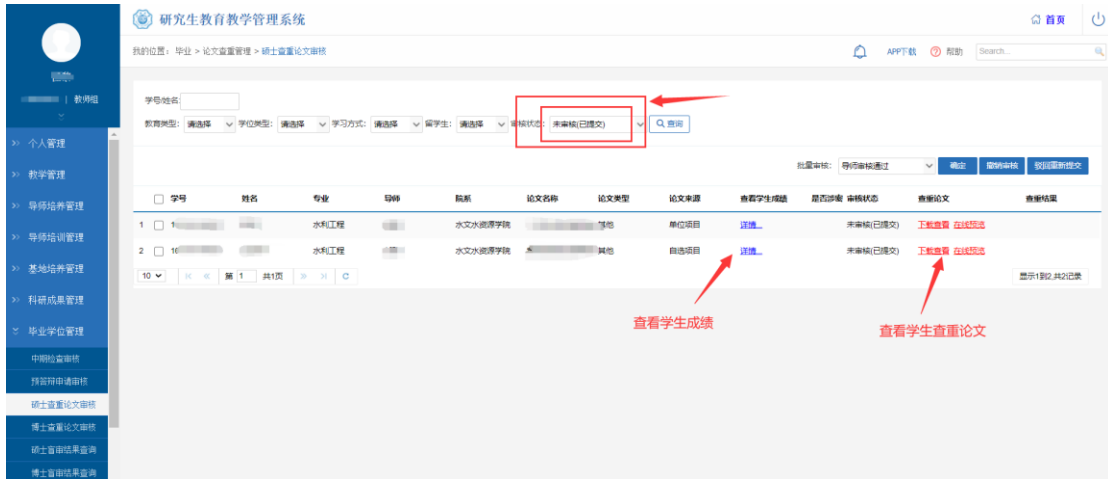 研究生教育教学管理系统
首页
我的位置： 毕业 > 论文查重管理 > 硕士查重论文审核
APP下载 帮助 Search...
| 教师组
学号/姓名:
教育类型: 请选择 学位类型: 请选择 学习方式: 请选择 留学生: 请选择 审核状态: 未审核(已提交) 查询
批量审核: 导师审核通过 确定 撤销审核 驳回重新提交
学号 姓名 专业 导师 院系 论文名称 论文类型 论文来源 查看学生成绩 是否涉密 审核状态 查重论文 查重结果
1 1 水利工程 水文水资源学院 其他 单位项目 详情... 未审核(已提交) 下载查看 在线预览
2 16 水利工程 水文水资源学院 其他 自选项目 详情... 未审核(已提交) 下载查看 在线预览
10 第 1 共1页 显示1到2,共2记录
查看学生成绩
查看学生查重论文
个人管理
教学管理
导师培养管理
导师培训管理
基地培养管理
科研成果管理
毕业学位管理
中期检查审核
预答辩申请审核
硕士查重论文审核
博士查重论文审核
硕士盲审结果查询
博士盲审结果查询